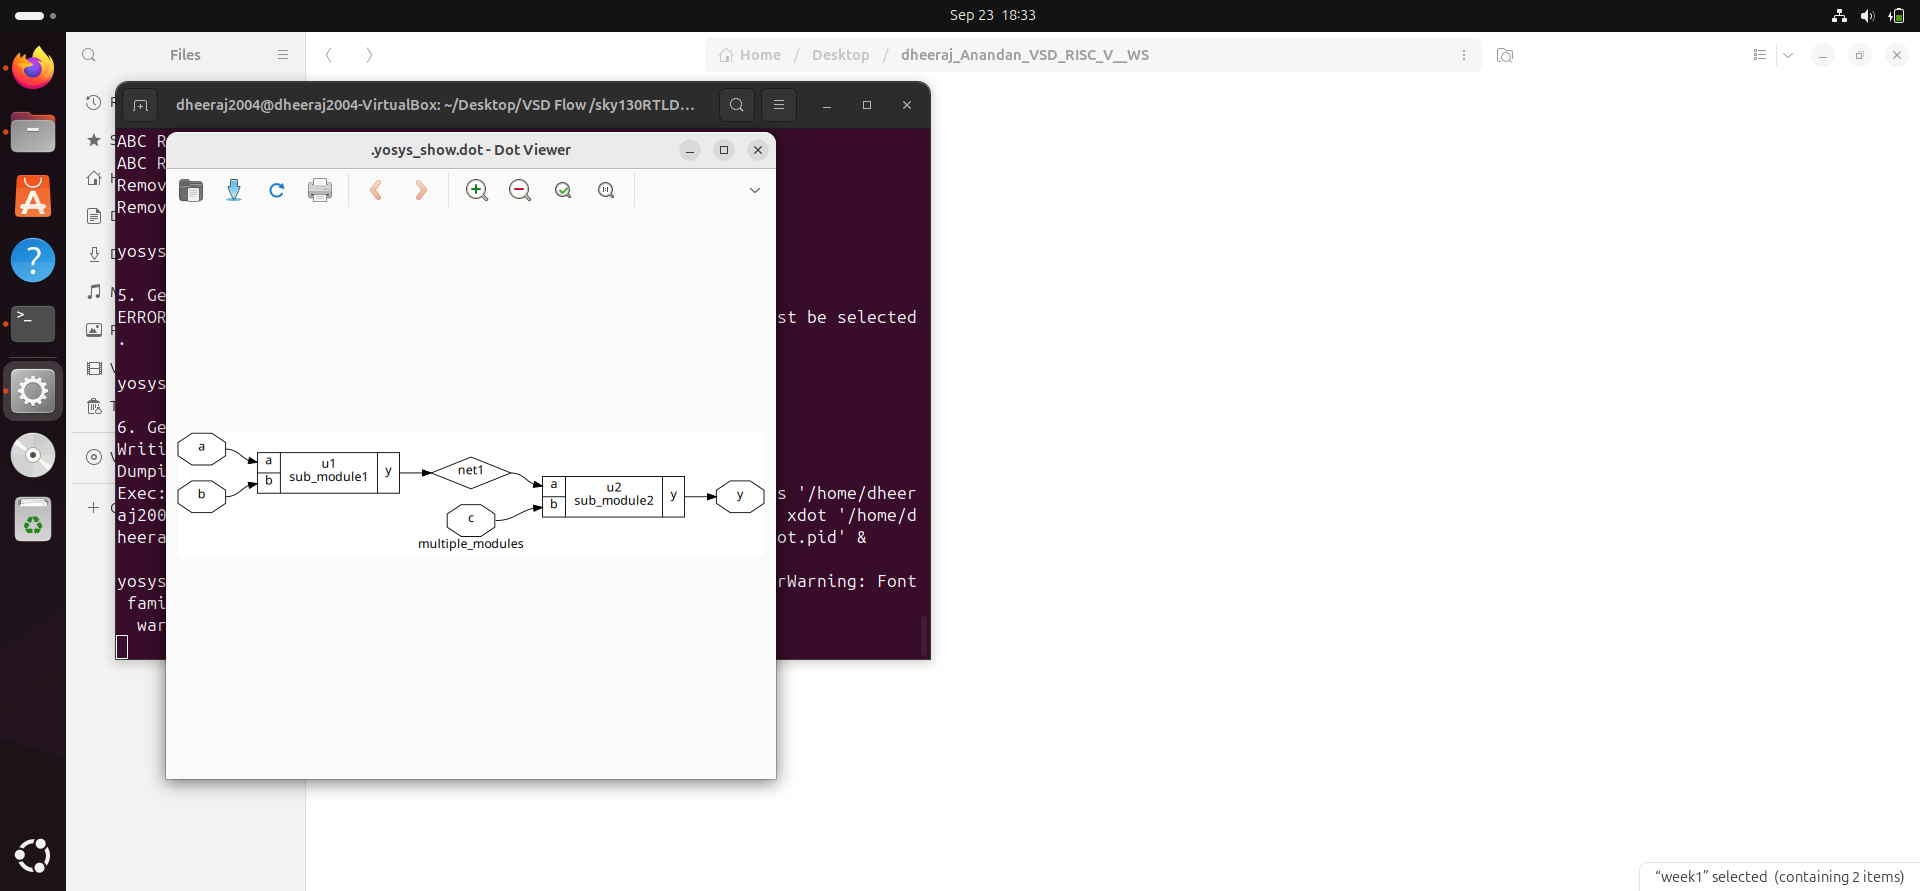 Sep 23 18:33
Files
Home / Desktop / dheeraj_Anandan_VSD_RISC_V__WS
dheeraj2004@dheeraj2004-VirtualBox: ~/Desktop/VSD Flow /sky130RTLD...
ABC R
ABC R
Remov
Remov
yosys
5. Ge
ERROR st be selected
.
yosys
6. Ge
Writi
Dumpi
Exec: s '/home/dheer
aj200 xdot '/home/d
heera ot.pid' &
yosys rWarning: Font
fami
war
.yosys_show.dot - Dot Viewer
a
b
a
b
u1
sub_module1
y
net1
c
a
b
u2
sub_module2
y
y
multiple_modules
“week1” selected (containing 2 items)